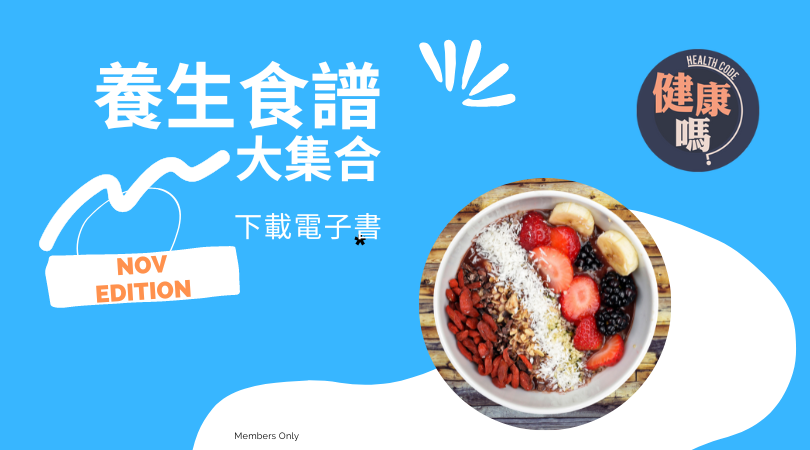 養生食譜
大集合
下載電子書
NOV
EDITION
HEALTH CODE
健康
嗎?
Members Only